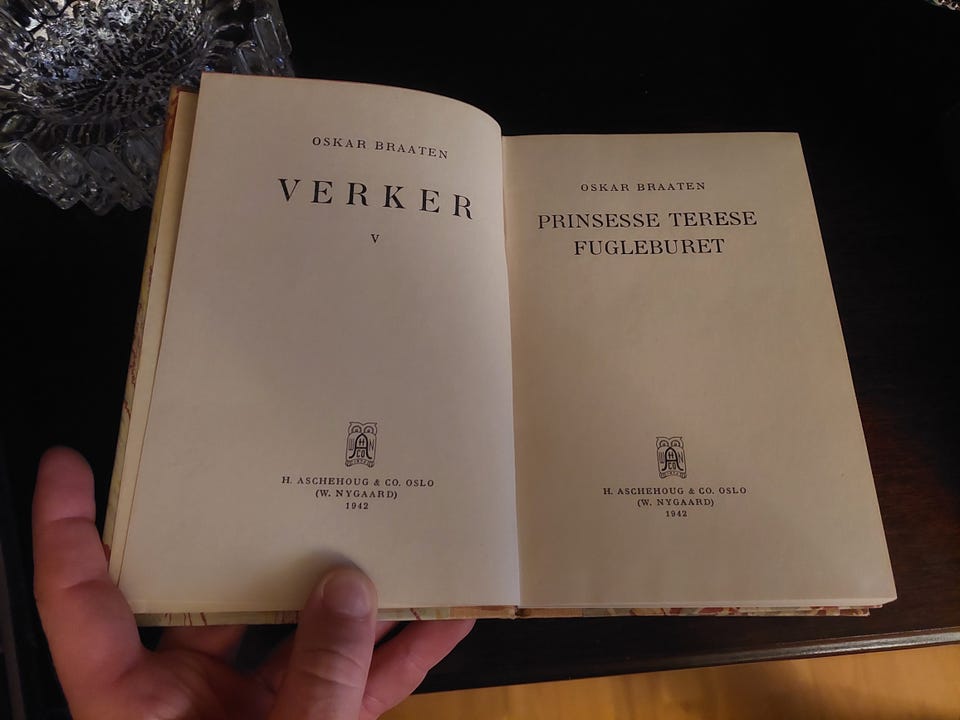 OSKAR BRAATEN
VERKER
V
H. ASCHEHOUG & CO. OSLO
(W. NYGAARD)
1942
OSKAR BRAATEN
PRINSESSE TERESE
FUGLEBURET
H. ASCHEHOUG & CO. OSLO
(W. NYGAARD)
1942